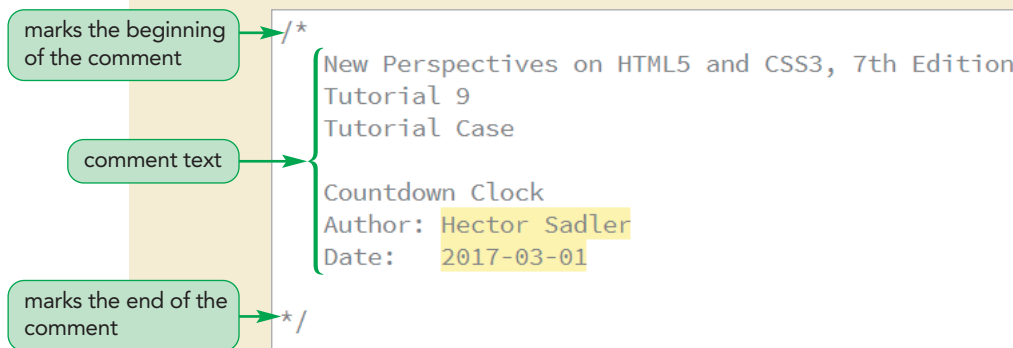 marks the beginning
of the comment
/*
New Perspectives on HTML5 and CSS3, 7th Edition
Tutorial 9
Tutorial Case
comment text
Countdown Clock
Author: Hector Sadler
Date:   2017-03-01
marks the end of the
comment
*/